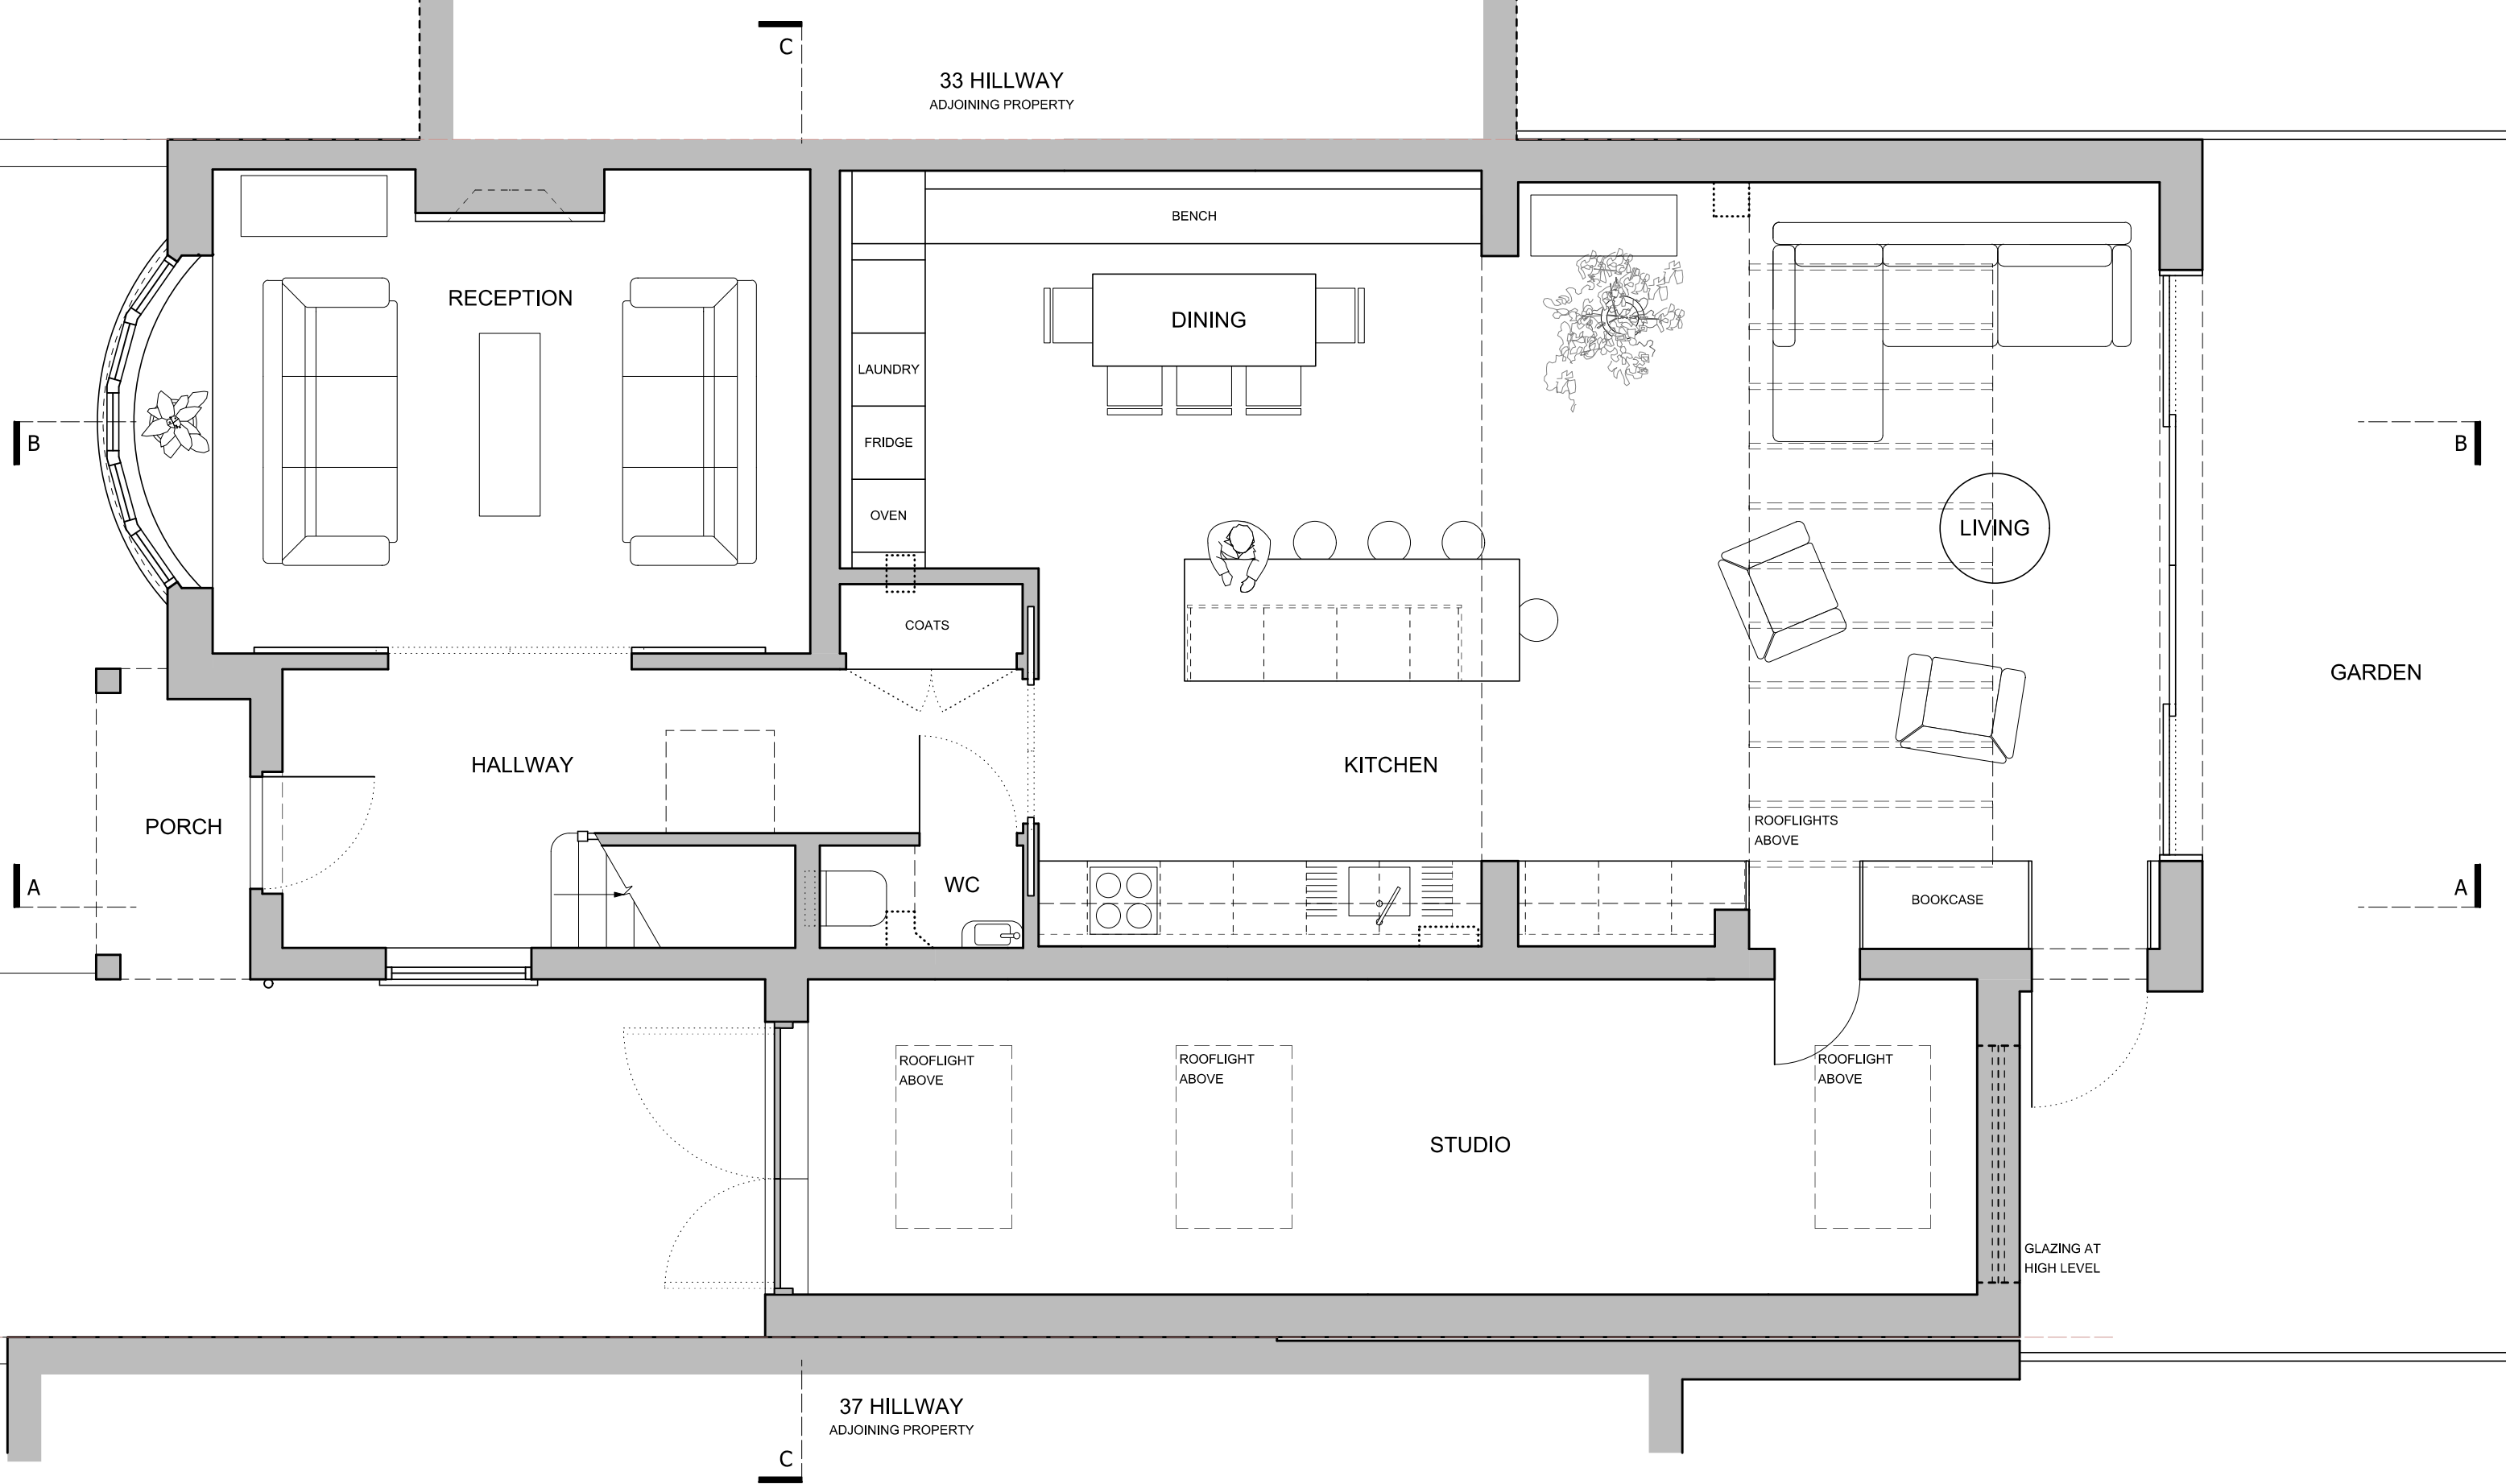 C
33 HILLWAY
ADJOINING PROPERTY
BENCH
RECEPTION
DINING
LAUNDRY
FRIDGE
B
B
OVEN
LIVING
COATS
GARDEN
HALLWAY
KITCHEN
PORCH
ROOFLIGHTS
ABOVE
A
WC
BOOKCASE
A
ROOFLIGHT
ABOVE
ROOFLIGHT
ABOVE
ROOFLIGHT
ABOVE
STUDIO
GLAZING AT
HIGH LEVEL
37 HILLWAY
ADJOINING PROPERTY
C